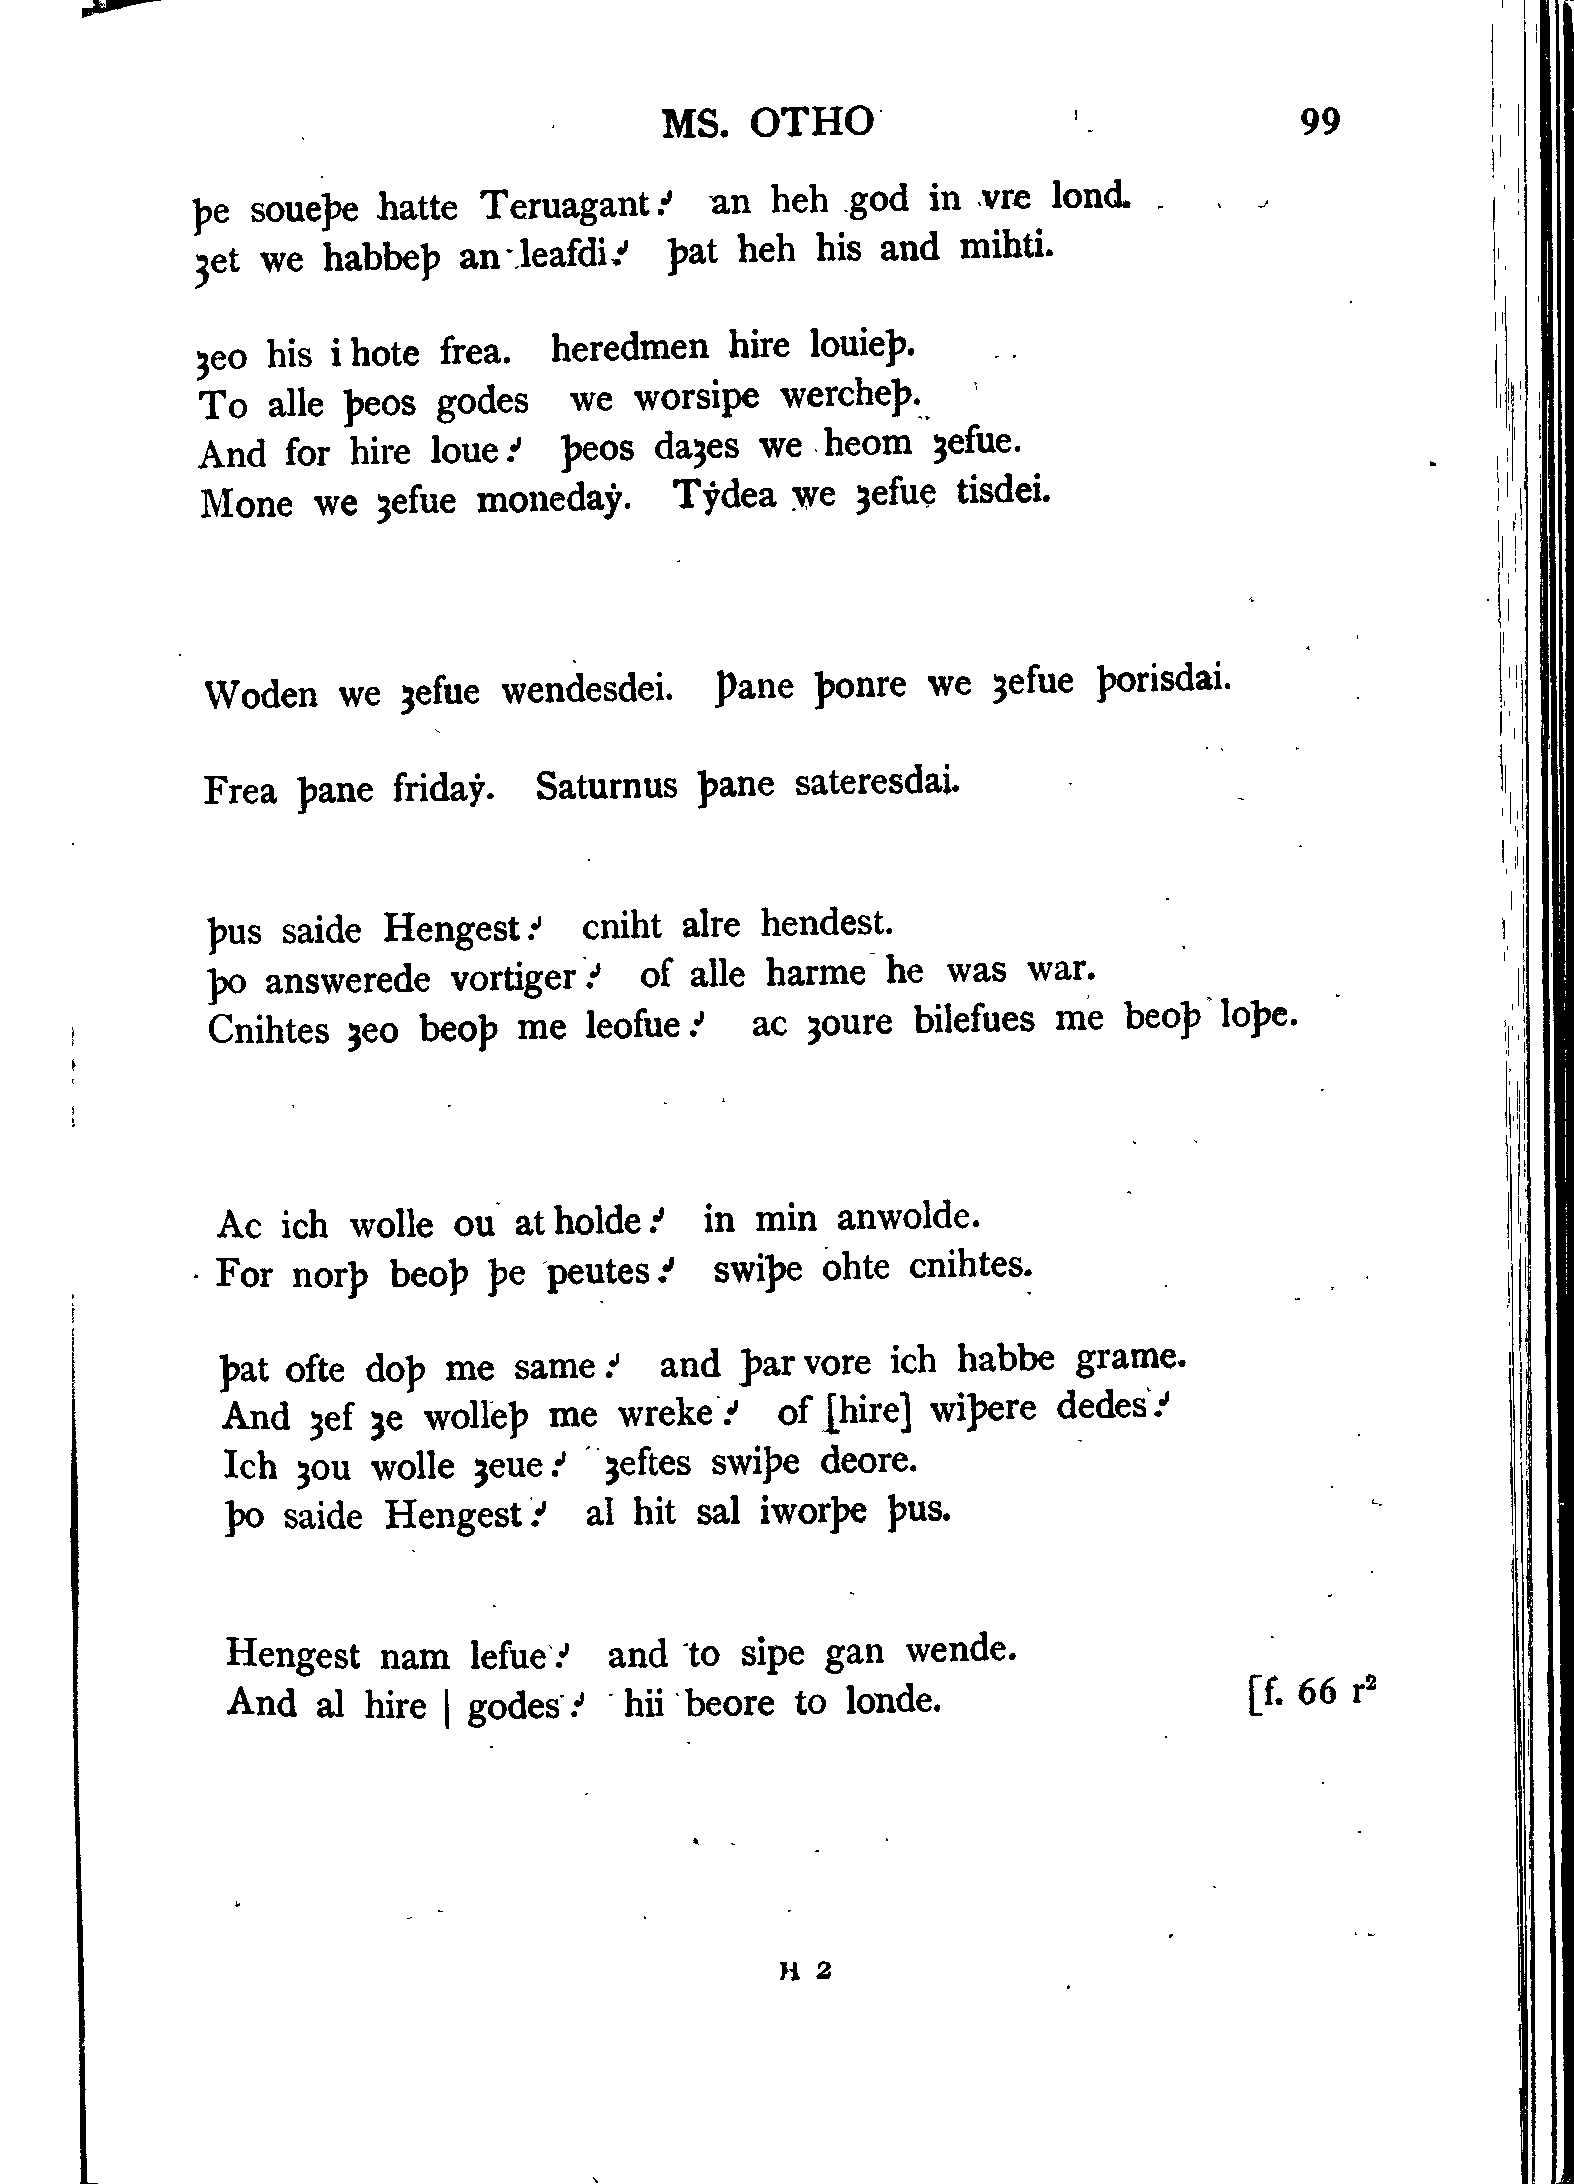 MS. OTHO 99
þe soueþe hatte Teruagant⹎ an heh god in vre lond.
ȝet we habbeþ an leafdi⹎ þat heh his and mihti.
ȝeo his i hote frea. heredmen hire louieþ.
To alle þeos godes we worsipe wercheþ.
And for hire loue⹎ þeos daȝes we heom ȝefue.
Mone we ȝefue monedaẏ. Tẏdea we ȝefue tisdei.
Woden we ȝefue wendesdei. Þane þonre we ȝefue þorisdai.
Frea þane fridaẏ. Saturnus þane sateresdai.
þus saide Hengest⹎ cniht alre hendest.
þo answerede vortiger⹎ of alle harme he was war.
Cnihtes ȝeo beoþ me leofue⹎ ac ȝoure bilefues me beoþ loþe.
Ac ich wolle ou at holde⹎ in min anwolde.
For norþ beoþ þe peutes⹎ swiþe ohte cnihtes.
þat ofte doþ me same⹎ and þar vore ich habbe grame.
And ȝef ȝe wolleþ me wreke⹎ of [hire] wiþere dedes⹎
Ich ȝou wolle ȝeue⹎ ȝeftes swiþe deore.
þo saide Hengest⹎ al hit sal iworþe þus.
Hengest nam lefue⹎ and to sipe gan wende.
And al hire | godes⹎ hii beore to londe. [f. 66 r²
H 2